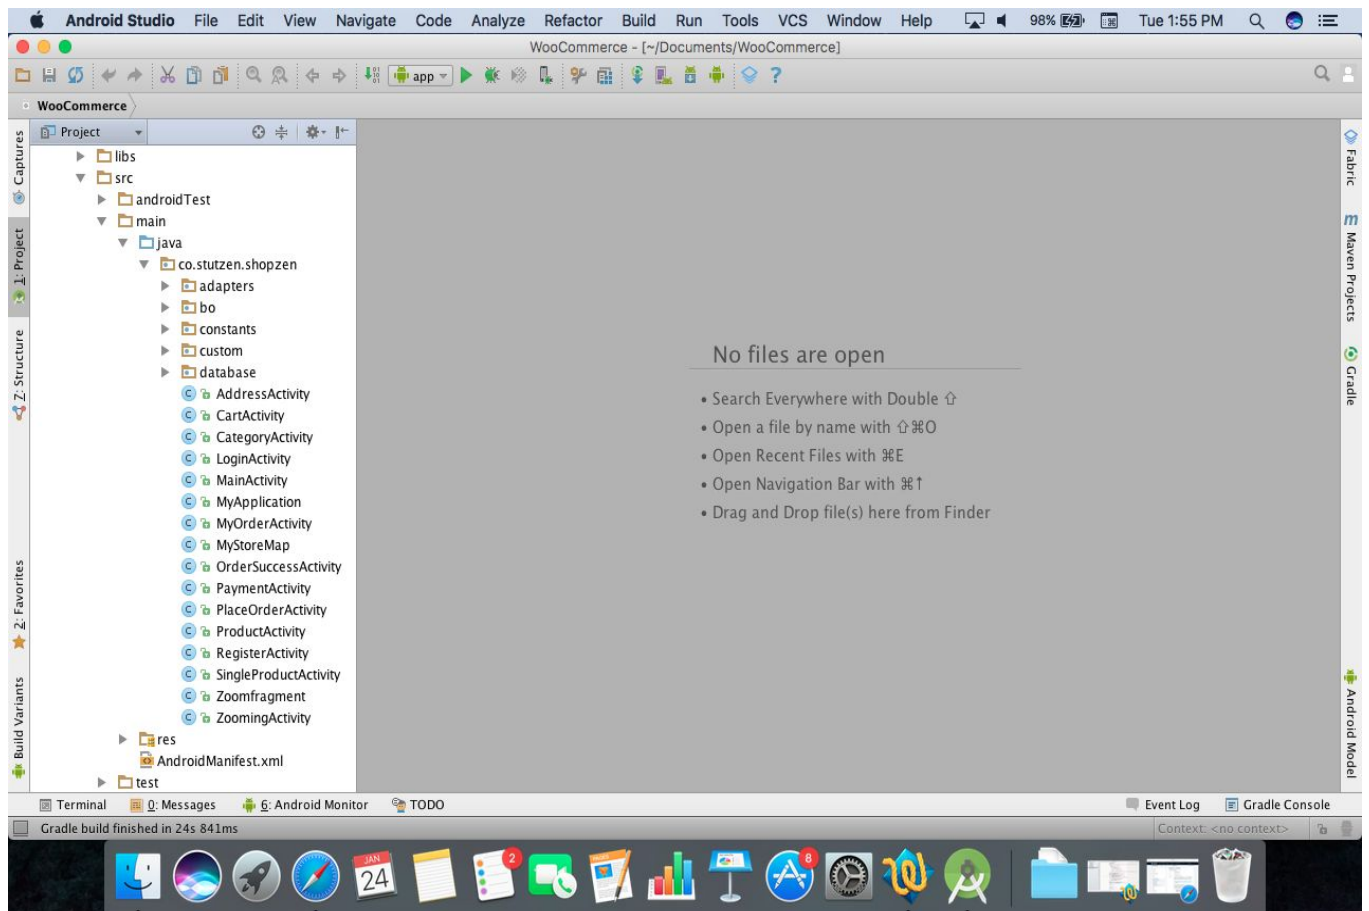 Android Studio File Edit View Navigate Code Analyze Refactor Build Run Tools VCS Window Help 98% Tue 1:55 PM
WooCommerce - [~/Documents/WooCommerce]
app
WooCommerce
Project
Captures
1: Project
Z: Structure
2: Favorites
Build Variants
libs
src
androidTest
main
java
co.stutzen.shopzen
adapters
bo
constants
custom
database
AddressActivity
CartActivity
CategoryActivity
LoginActivity
MainActivity
MyApplication
MyOrderActivity
MyStoreMap
OrderSuccessActivity
PaymentActivity
PlaceOrderActivity
ProductActivity
RegisterActivity
SingleProductActivity
Zoomfragment
ZoomingActivity
res
AndroidManifest.xml
test
No files are open
• Search Everywhere with Double ⇧
• Open a file by name with ⇧⌘O
• Open Recent Files with ⌘E
• Open Navigation Bar with ⌘↑
• Drag and Drop file(s) here from Finder
Fabric
m Maven Projects
Gradle
Android Model
Terminal 0: Messages 6: Android Monitor TODO Event Log Gradle Console
Gradle build finished in 24s 841ms Context: <no context>
JAN
24
2
PAGES
8